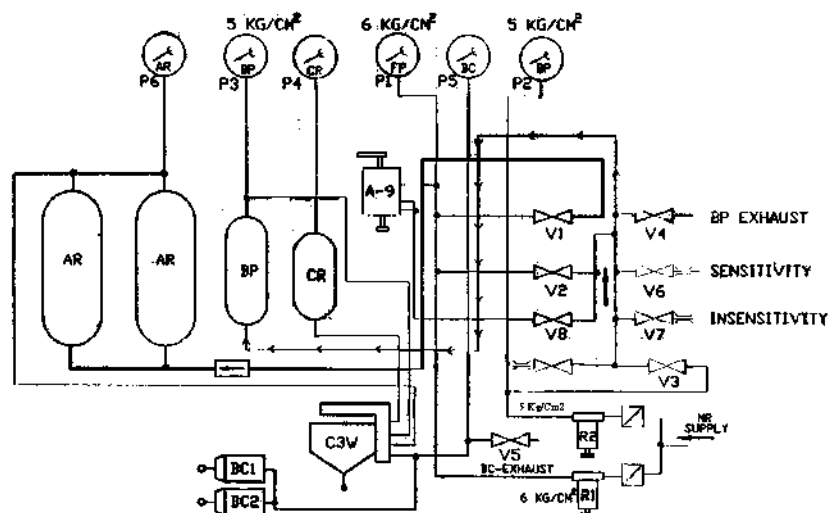 5 KG/CM² 6 KG/CM² 5 KG/CM²
AR BP CR FP BC BP
P6 P3 P4 P1 P5 P2
A-9
AR AR BP CR
V1 V4 BP EXHAUST
V2 V6 SENSITIVITY
V8 V7 INSENSITIVITY
V3
5 Kg/Cm2
MR
SUPPLY
R2
C3W
V5
BC-EXHAUST
BC1
BC2
6 KG/CM² R1